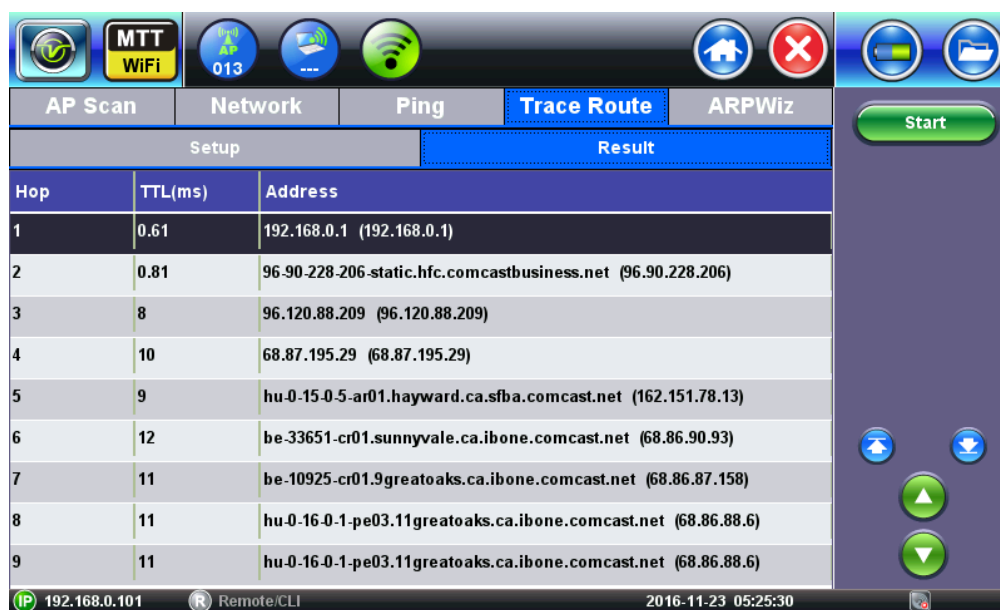 MTT
WiFi
AP
013
---
AP Scan Network Ping Trace Route ARPWiz
Start
Setup Result
Hop TTL(ms) Address
1 0.61 192.168.0.1 (192.168.0.1)
2 0.81 96-90-228-206-static.hfc.comcastbusiness.net (96.90.228.206)
3 8 96.120.88.209 (96.120.88.209)
4 10 68.87.195.29 (68.87.195.29)
5 9 hu-0-15-0-5-ar01.hayward.ca.sfba.comcast.net (162.151.78.13)
6 12 be-33651-cr01.sunnyvale.ca.ibone.comcast.net (68.86.90.93)
7 11 be-10925-cr01.9greatoaks.ca.ibone.comcast.net (68.86.87.158)
8 11 hu-0-16-0-1-pe03.11greatoaks.ca.ibone.comcast.net (68.86.88.6)
9 11 hu-0-16-0-1-pe03.11greatoaks.ca.ibone.comcast.net (68.86.88.6)
IP 192.168.0.101 R Remote/CLI 2016-11-23 05:25:30